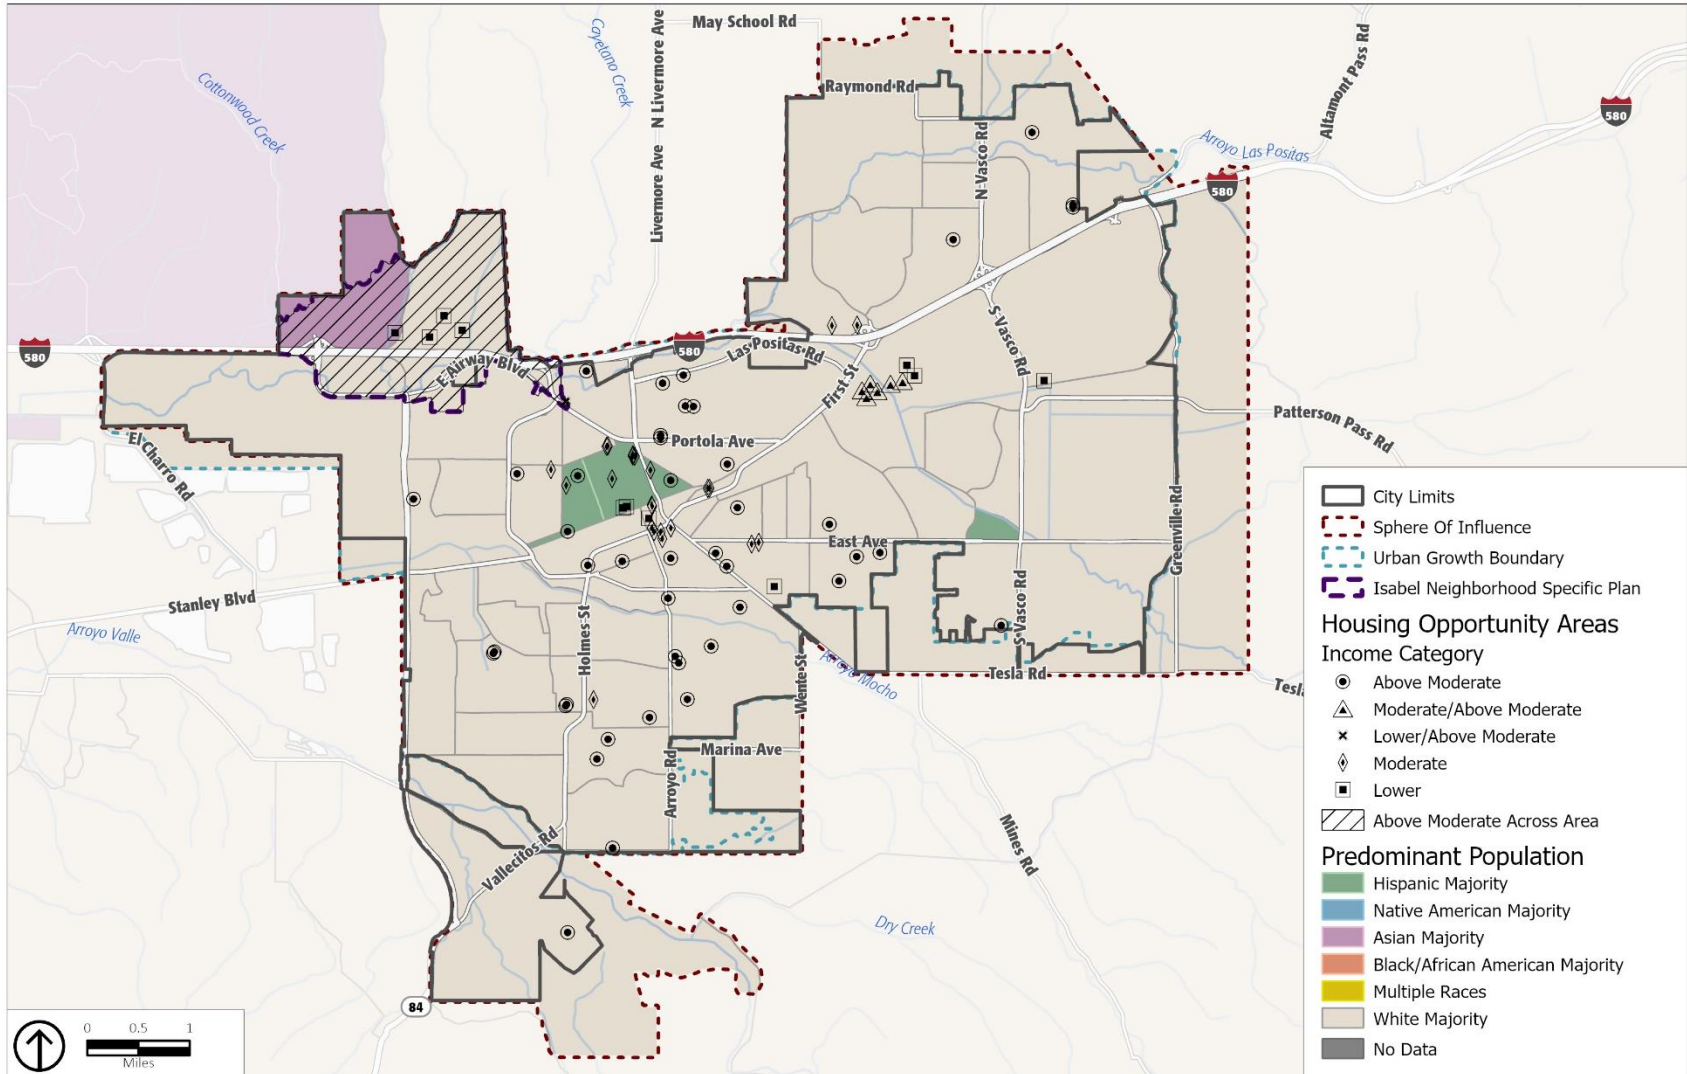 May School Rd
Cayetano Creek
N Livermore Ave
Livermore Ave
Cottonwood Creek
Raymond Rd
N Vasco Rd
Altamont Pass Rd
580
Arroyo Las Positas
580
580
580
Las Positas Rd
E Airway Blvd
First St
S Vasco Rd
Patterson Pass Rd
El Charro Rd
Portola Ave
East Ave
Greenville Rd
Stanley Blvd
Arroyo Valle
Holmes St
S Vasco Rd
Wente St
Arroyo Mocho
Tesla Rd
Tesl
Marina Ave
Arroyo Rd
Mines Rd
Vallecitos Rd
Dry Creek
84
0 0.5 1
Miles
City Limits
Sphere Of Influence
Urban Growth Boundary
Isabel Neighborhood Specific Plan
Housing Opportunity Areas
Income Category
Above Moderate
Moderate/Above Moderate
Lower/Above Moderate
Moderate
Lower
Above Moderate Across Area
Predominant Population
Hispanic Majority
Native American Majority
Asian Majority
Black/African American Majority
Multiple Races
White Majority
No Data